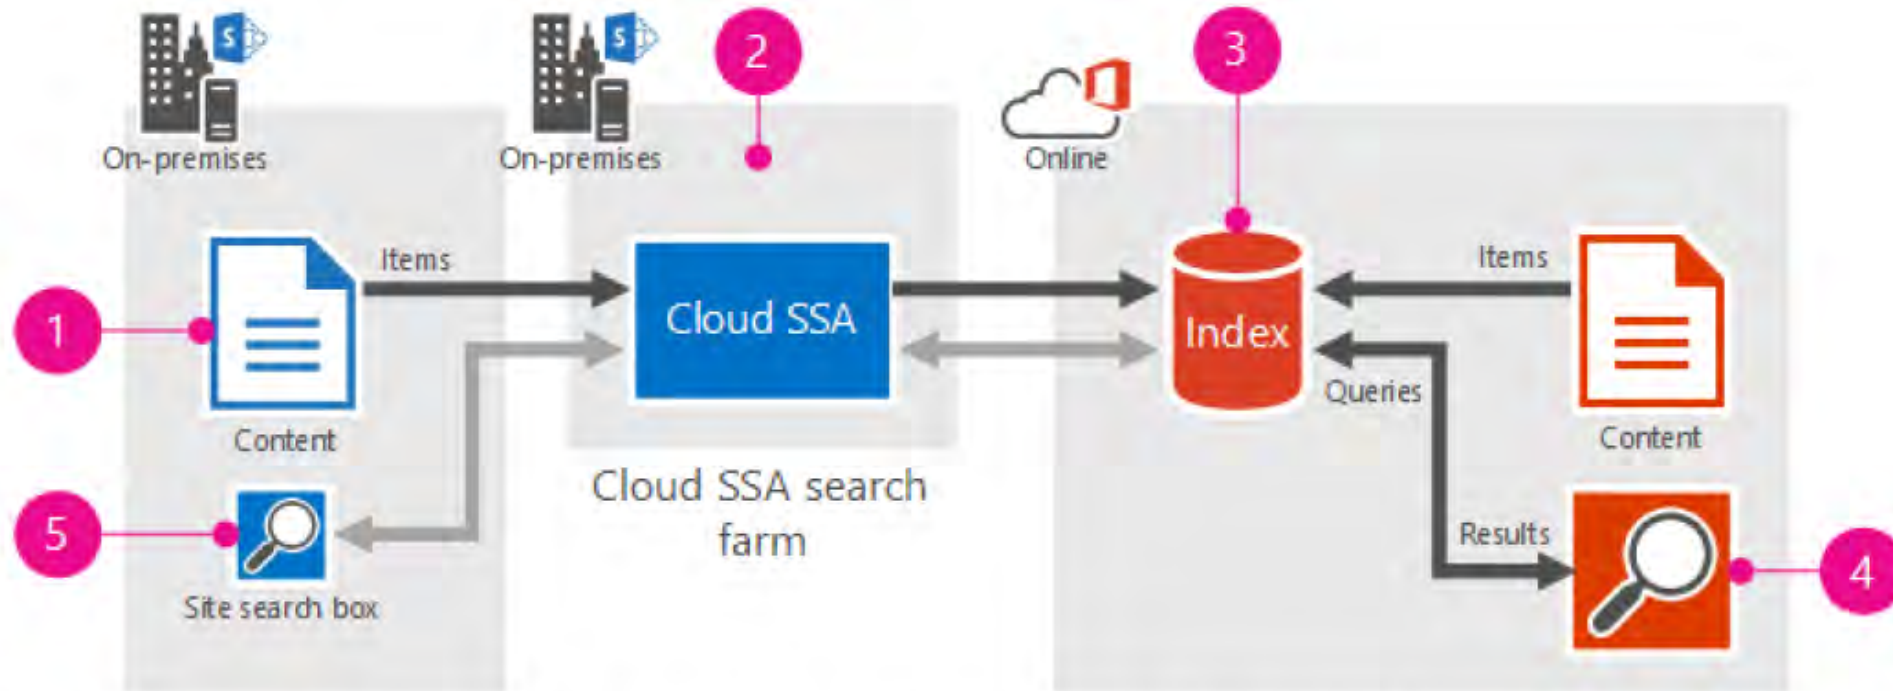 S
S
2
3
On-premises
On-premises
Online
Items
Items
1
Cloud SSA
Index
Queries
Content
Content
Cloud SSA search
farm
5
Results
4
Site search box